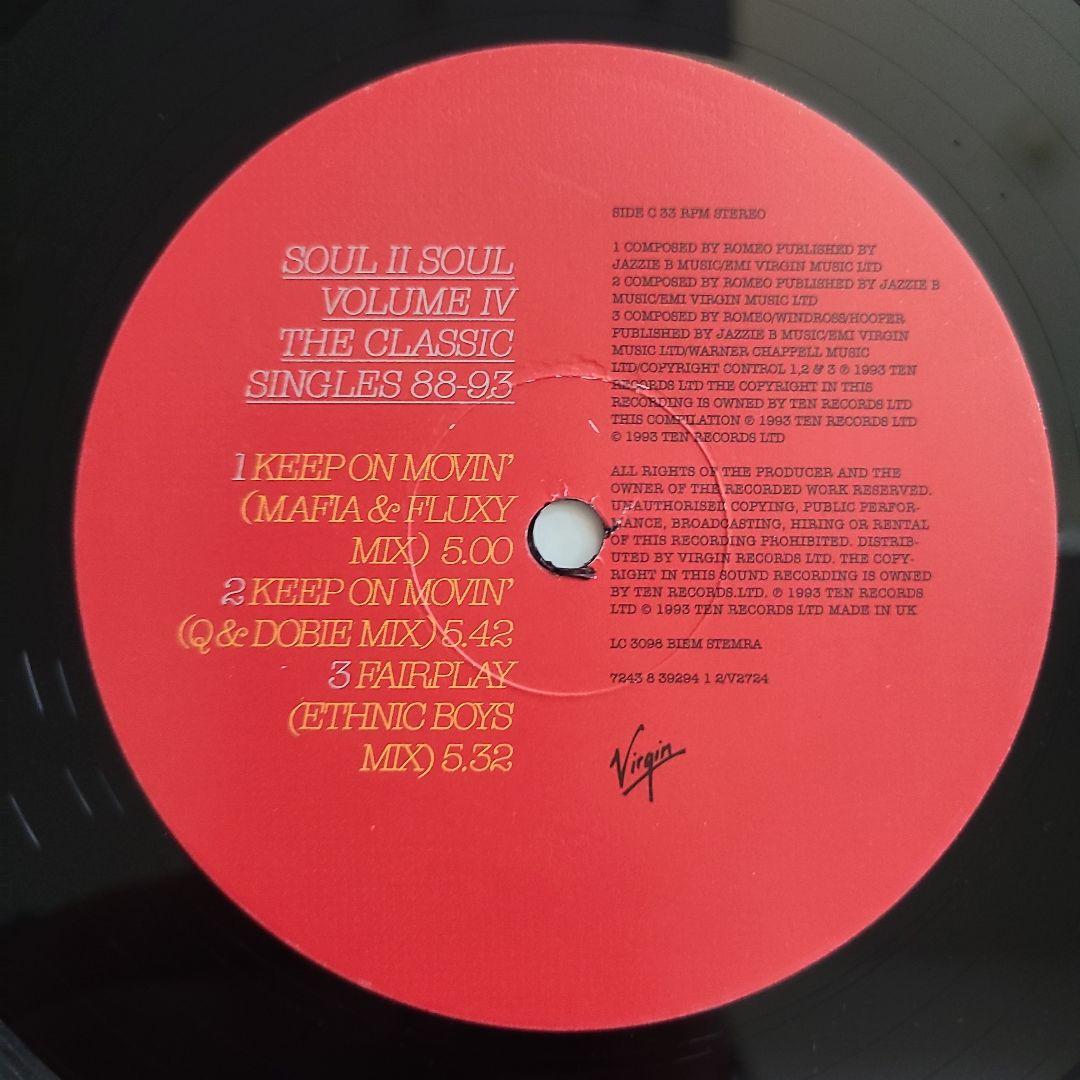 SOUL II SOUL
VOLUME IV
THE CLASSIC
SINGLES 88-93
1 KEEP ON MOVIN'
(MAFIA & FLUXY
MIX) 5.00
2 KEEP ON MOVIN'
(Q & DOBIE MIX) 5.42
3 FAIRPLAY
(ETHNIC BOYS
MIX) 5.32
SIDE C 33 RPM STEREO
1 COMPOSED BY ROMEO PUBLISHED BY
JAZZIE B MUSIC/EMI VIRGIN MUSIC LTD
2 COMPOSED BY ROMEO PUBLISHED BY JAZZIE B
MUSIC/EMI VIRGIN MUSIC LTD
3 COMPOSED BY ROMEO/WINDROSS/HOOPER
PUBLISHED BY JAZZIE B MUSIC/EMI VIRGIN
MUSIC LTD/WARNER CHAPPELL MUSIC
LTD/COPYRIGHT CONTROL 1,2 & 3 ℗ 1993 TEN
RECORDS LTD THE COPYRIGHT IN THIS
RECORDING IS OWNED BY TEN RECORDS LTD
THIS COMPILATION ℗ 1993 TEN RECORDS LTD
© 1993 TEN RECORDS LTD
ALL RIGHTS OF THE PRODUCER AND THE
OWNER OF THE RECORDED WORK RESERVED.
UNAUTHORISED COPYING, PUBLIC PERFOR-
MANCE, BROADCASTING, HIRING OR RENTAL
OF THIS RECORDING PROHIBITED. DISTRIB-
UTED BY VIRGIN RECORDS LTD. THE COPY-
RIGHT IN THIS SOUND RECORDING IS OWNED
BY TEN RECORDS.LTD. ℗ 1993 TEN RECORDS
LTD © 1993 TEN RECORDS LTD MADE IN UK
LC 3098 BIEM STEMRA
7243 8 39294 1 2/V2724
Virgin